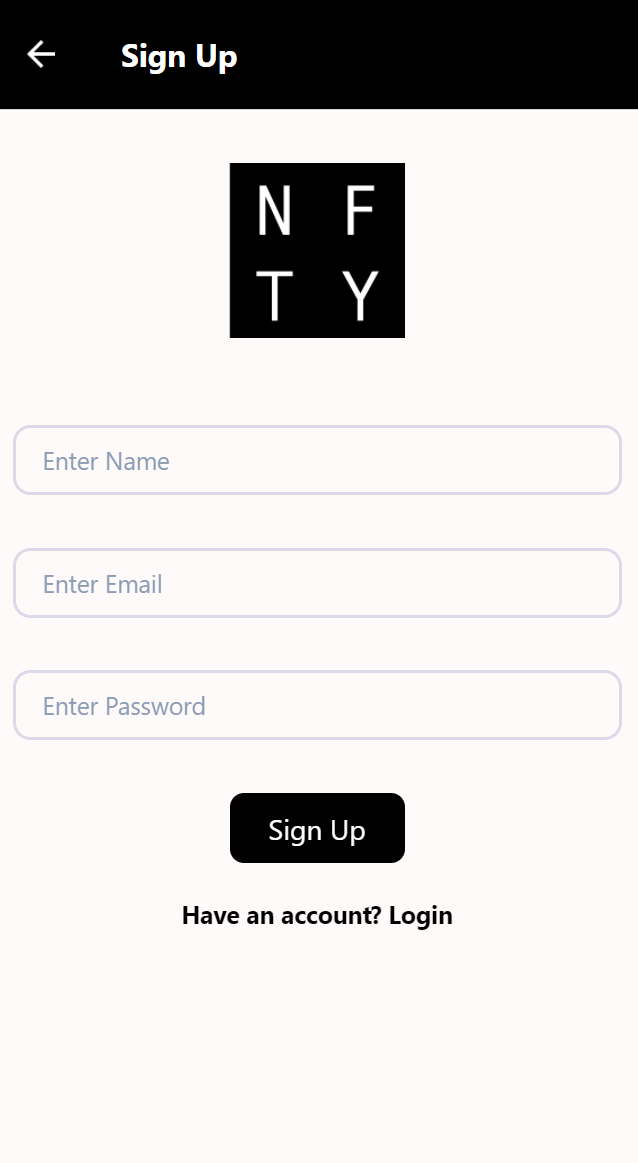 Sign Up
N F
T Y
Enter Name
Enter Email
Enter Password
Sign Up
Have an account? Login